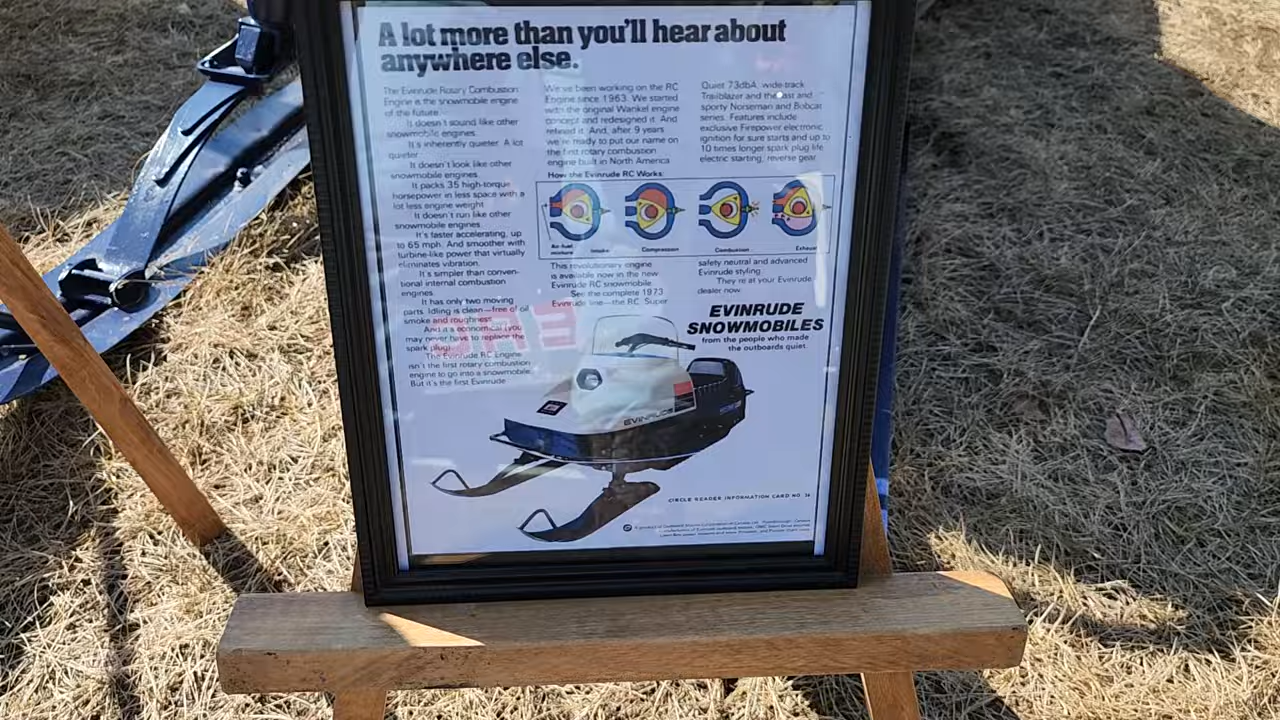 A lot more than you'll hear about
anywhere else.
The Evinrude Rotary Combustion
Engine is the snowmobile engine
of the future.
It doesn't sound like other
snowmobile engines.
It's inherently quieter. A lot
quieter.
It doesn't look like other
snowmobile engines.
It packs 35 high-torque
horsepower in less space with a
lot less engine weight.
It doesn't run like other
snowmobile engines.
It's faster accelerating, up
to 65 mph. And smoother with
turbine-like power that virtually
eliminates vibration.
It's simpler than conven-
tional internal combustion
engines.
It has only two moving
parts. Idling is clean—free of oil
smoke and roughness.
And it's economical (you
may never have to replace the
spark plug).
The Evinrude RC Engine
isn't the first rotary combustion
engine to go into a snowmobile.
But it's the first Evinrude.
We've been working on the RC
Engine since 1963. We started
with the original Wankel engine
concept and redesigned it. And
refined it. And, after 9 years
we're ready to put our name on
the first rotary combustion
engine built in North America
How the Evinrude RC Works:
Air-fuel
mixture
Intake
Compression
Combustion
Exhaust
This revolutionary engine
is available now in the new
Evinrude RC snowmobile.
See the complete 1973
Evinrude line—the RC, Super
Quiet 73dbA, wide-track
Trailblazer and the fast and
sporty Norseman and Bobcat
series. Features include
exclusive Firepower electronic
ignition for sure starts and up to
10 times longer spark plug life
electric starting, reverse gear
safety neutral and advanced
Evinrude styling.
They're at your Evinrude
dealer now.
EVINRUDE
SNOWMOBILES
from the people who made
the outboards quiet.
EVINRUDE
CIRCLE READER INFORMATION CARD NO. 36